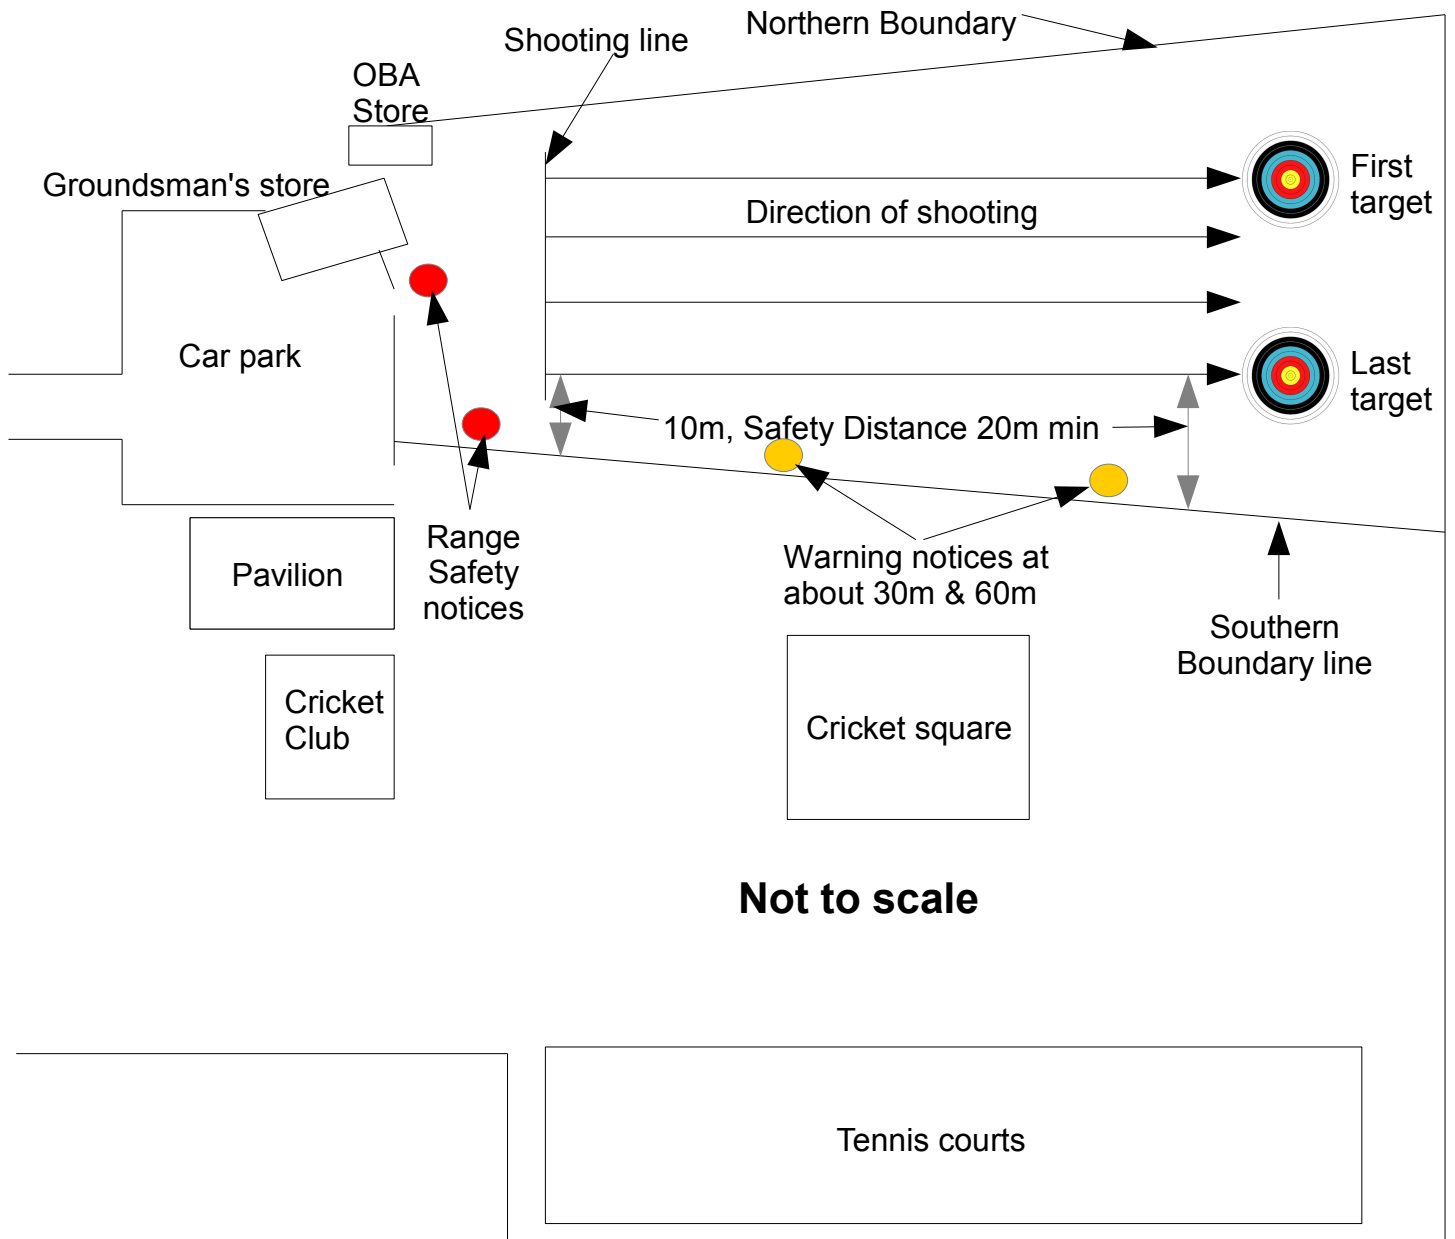 Northern Boundary
Shooting line
OBA
Store
Groundsman's store
First
target
Direction of shooting
Car park
Last
target
10m, Safety Distance 20m min
Range
Safety
notices
Warning notices at
about 30m & 60m
Pavilion
Southern
Boundary line
Cricket
Club
Cricket square
Not to scale
Tennis courts